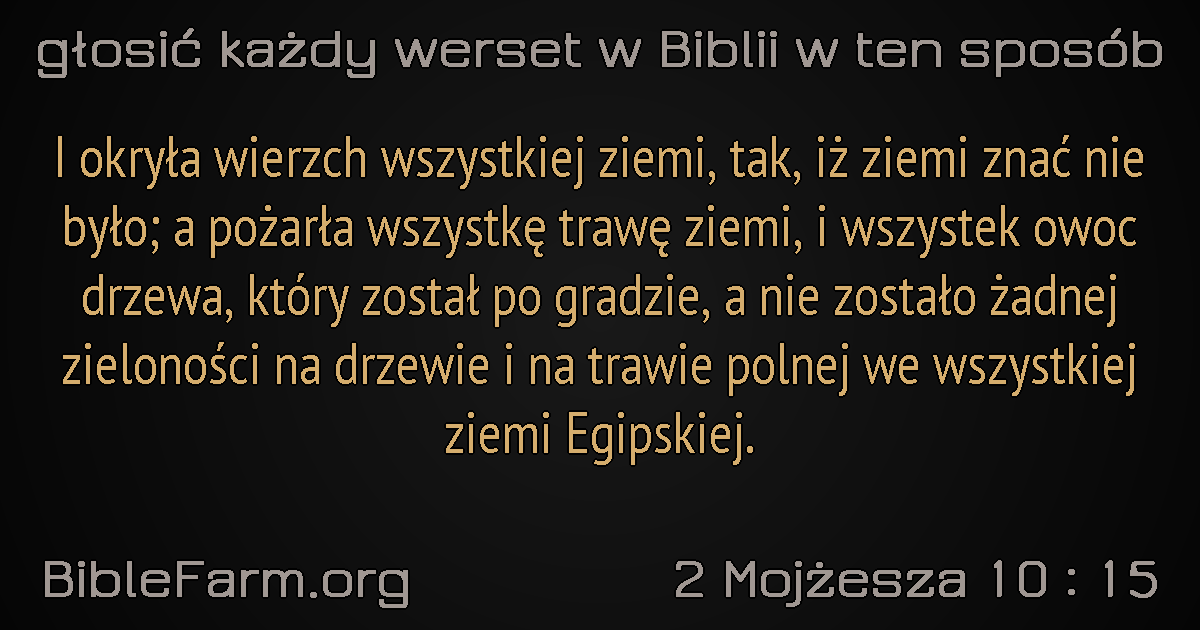 głosić każdy werset w Biblii w ten sposób
I okryła wierzch wszystkiej ziemi, tak, iż ziemi znać nie
było; a pożarła wszystkę trawę ziemi, i wszystek owoc
drzewa, który został po gradzie, a nie zostało żadnej
zieloności na drzewie i na trawie polnej we wszystkiej
ziemi Egipskiej.
BibleFarm.org
2 Mojżesza 10 : 15